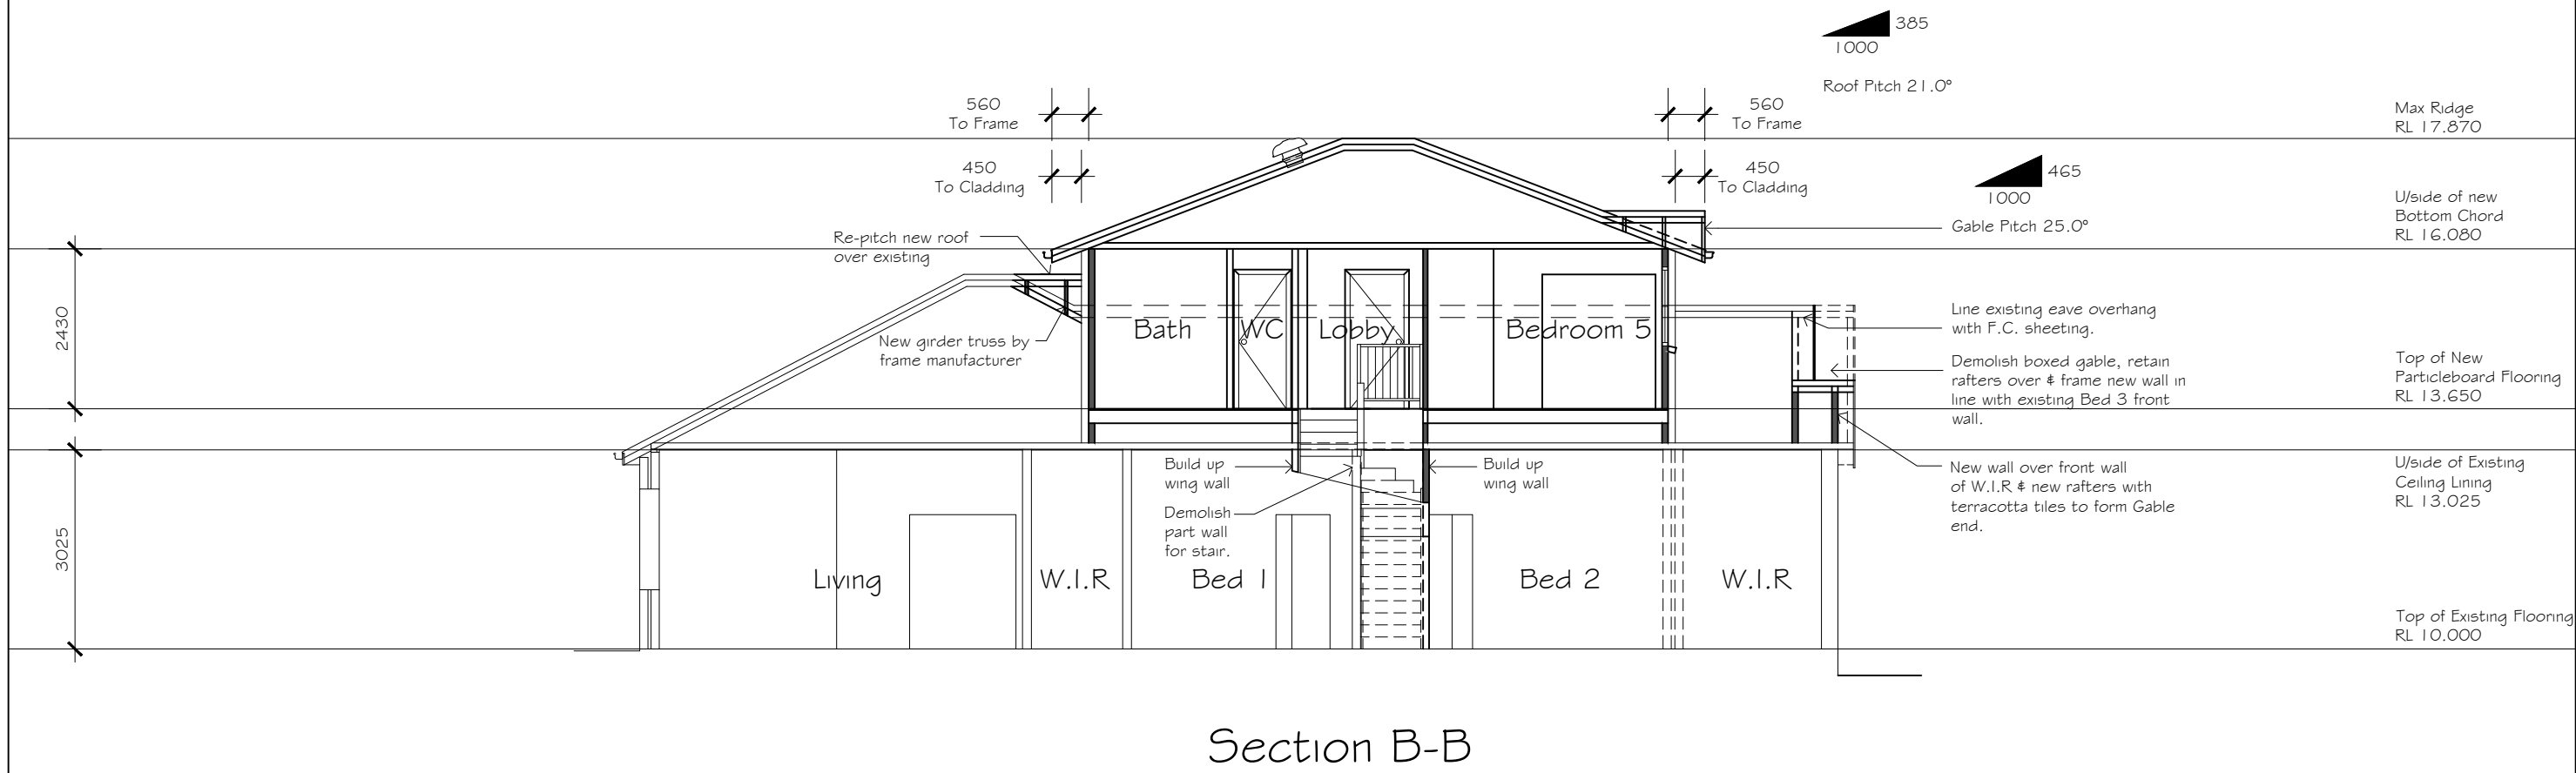 385
1000
Roof Pitch 21.0°
560
To Frame
560
To Frame
Max Ridge
RL 17.870
450
To Cladding
450
To Cladding
465
1000
U/side of new
Bottom Chord
RL 16.080
Gable Pitch 25.0°
Re-pitch new roof
over existing
2430
New girder truss by
frame manufacturer
Bath
WC
Lobby
Bedroom 5
Line existing eave overhang
with F.C. sheeting.
Demolish boxed gable, retain
rafters over & frame new wall in
line with existing Bed 3 front
wall.
Top of New
Particleboard Flooring
RL 13.650
Build up
wing wall
Build up
wing wall
Demolish
part wall
for stair.
New wall over front wall
of W.I.R & new rafters with
terracotta tiles to form Gable
end.
U/side of Existing
Ceiling Lining
RL 13.025
3025
Living
W.I.R
Bed 1
Bed 2
W.I.R
Top of Existing Flooring
RL 10.000
Section B-B